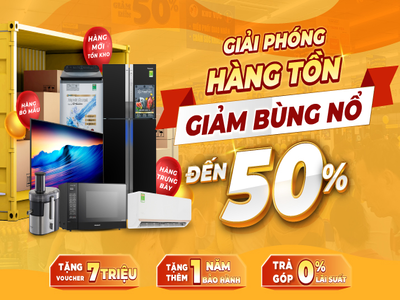 GIẢI PHÓNG
HÀNG TỒN
GIẢM BÙNG NỔ
ĐẾN 50%
HÀNG
MỚI
TỒN KHO
HÀNG
BỎ MẪU
HÀNG
TRƯNG
BÀY
TẶNG
VOUCHER 7 TRIỆU
TẶNG
THÊM 1 NĂM
BẢO HÀNH
TRẢ
GÓP 0% LÃI SUẤT